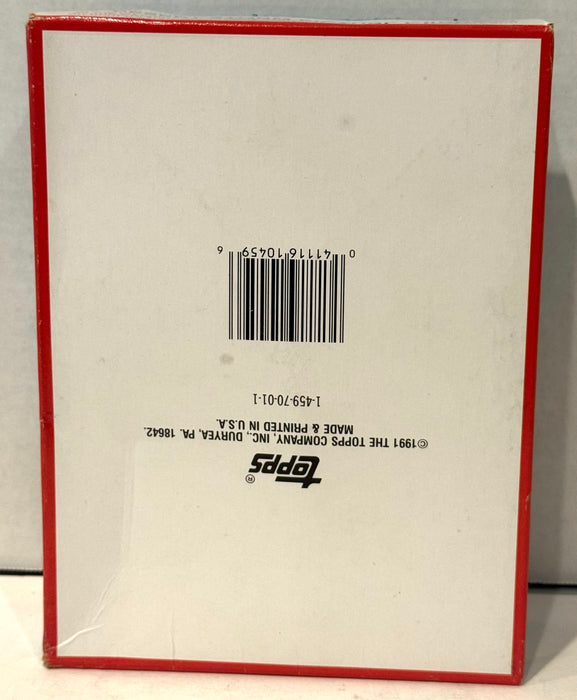 topps®
©1991 THE TOPPS COMPANY, INC., DURYEA, PA. 18642.
MADE & PRINTED IN U.S.A.
1-459-70-01-1
0 41116 10459 6